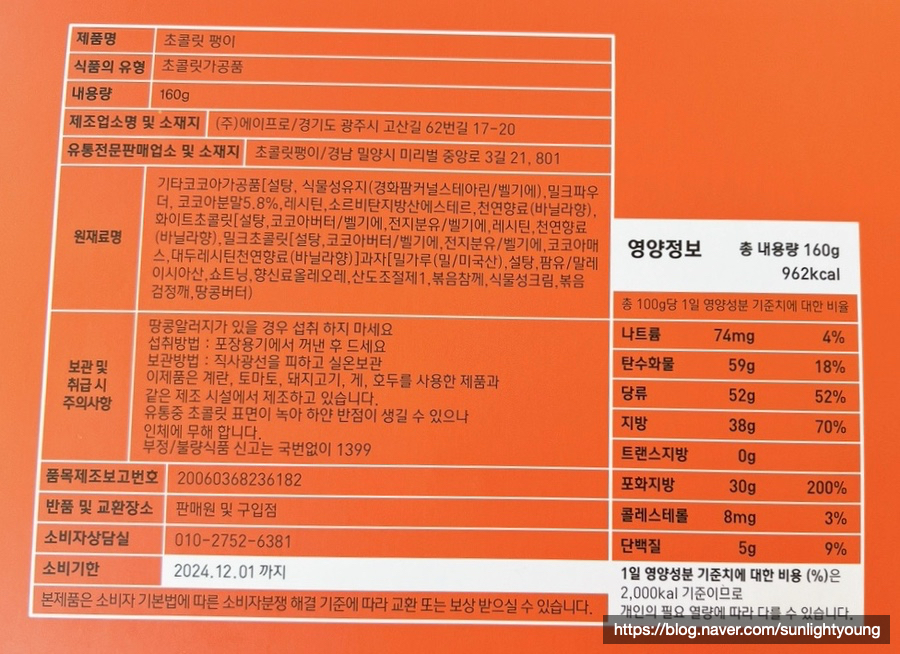 제품명 초콜릿 팽이
식품의 유형 초콜릿가공품
내용량 160g
제조업소명 및 소재지 (주)에이프로/경기도 광주시 고산길 62번길 17-20
유통전문판매업소 및 소재지 초콜릿팽이/경남 밀양시 미리벌 중앙로 3길 21, 801
원재료명
기타코코아가공품[설탕, 식물성유지(경화팜커널스테아린/벨기에),밀크파우
더, 코코아분말5.8%,레시틴,소르비탄지방산에스테르,천연향료(바닐라향),
화이트초콜릿[설탕,코코아버터/벨기에,전지분유/벨기에,레시틴,천연향료
(바닐라향),밀크초콜릿[설탕,코코아버터/벨기에,전지분유/벨기에,코코아매
스,대두레시틴천연향료(바닐라향)]과자[밀가루(밀/미국산),설탕,팜유/말레
이시아산,쇼트닝,향신료올레오레,산도조절제1,볶음참께,식물성크림,볶음
검정깨,땅콩버터)
보관 및
취급 시
주의사항
땅콩알러지가 있을 경우 섭취 하지 마세요
섭취방법 : 포장용기에서 꺼낸 후 드세요
보관방법 : 직사광선을 피하고 실온보관
이제품은 계란, 토마토, 돼지고기, 게, 호두를 사용한 제품과
같은 제조 시설에서 제조하고 있습니다.
유통중 초콜릿 표면이 녹아 하얀 반점이 생길 수 있으나
인체에 무해 합니다.
부정/불량식품 신고는 국번없이 1399
품목제조보고번호 20060368236182
반품 및 교환장소 판매원 및 구입점
소비자상담실 010-2752-6381
소비기한 2024.12.01 까지
본제품은 소비자 기본법에 따른 소비자분쟁 해결 기준에 따라 교환 또는 보상 받으실 수 있습니다.
영양정보 총 내용량 160g
962kcal
총 100g당 1일 영양성분 기준치에 대한 비율
나트륨 74mg 4%
탄수화물 59g 18%
당류 52g 52%
지방 38g 70%
트랜스지방 0g
포화지방 30g 200%
콜레스테롤 8mg 3%
단백질 5g 9%
1일 영양성분 기준치에 대한 비용 (%)은
2,000kal 기준이므로
개인의 필요 열량에 따라 다를 수 있습니다.
https://blog.naver.com/sunlightyoung